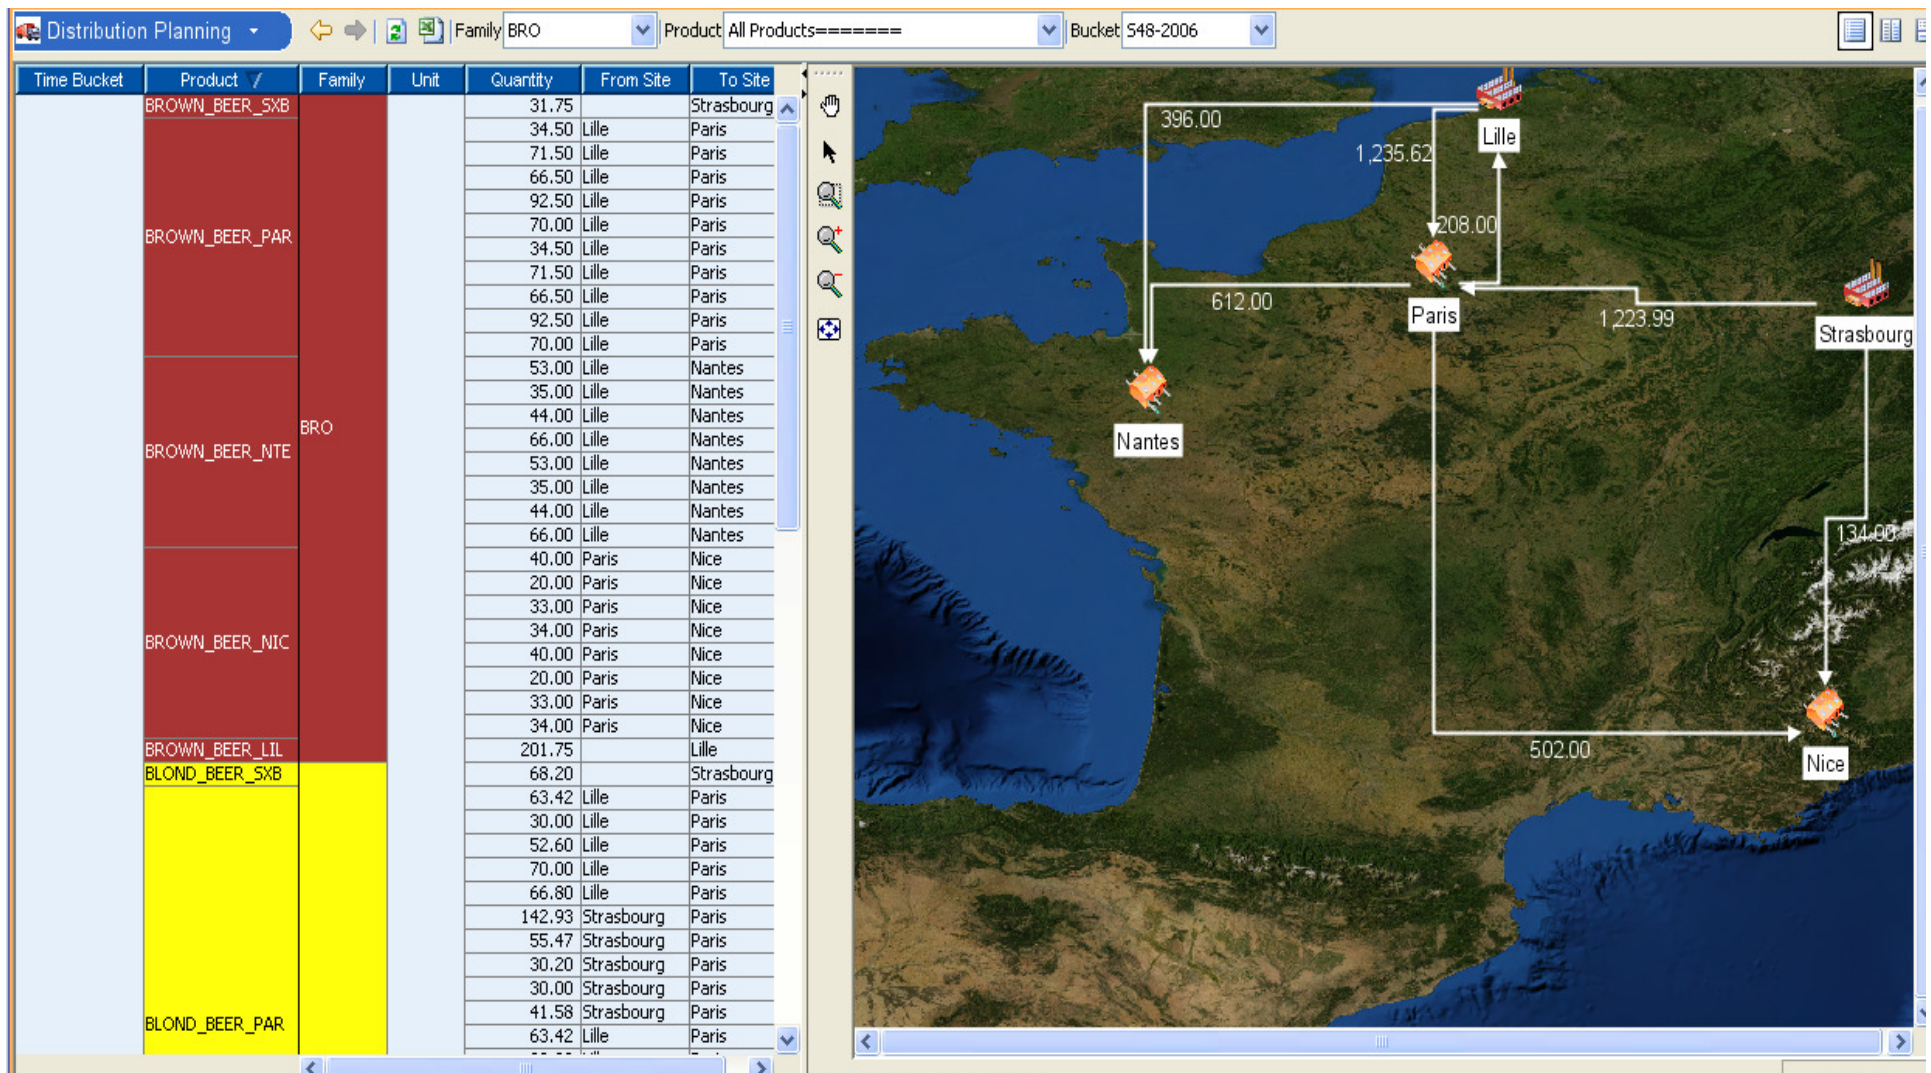 Distribution Planning Family BRO Product All Products======= Bucket S48-2006
Time Bucket Product Family Unit Quantity From Site To Site
BROWN_BEER_SXB 31.75 Strasbourg
34.50 Lille Paris
71.50 Lille Paris
66.50 Lille Paris
92.50 Lille Paris
BROWN_BEER_PAR 70.00 Lille Paris
34.50 Lille Paris
71.50 Lille Paris
66.50 Lille Paris
92.50 Lille Paris
70.00 Lille Paris
53.00 Lille Nantes
35.00 Lille Nantes
44.00 Lille Nantes
BRO 66.00 Lille Nantes
BROWN_BEER_NTE 53.00 Lille Nantes
35.00 Lille Nantes
44.00 Lille Nantes
66.00 Lille Nantes
40.00 Paris Nice
20.00 Paris Nice
33.00 Paris Nice
34.00 Paris Nice
BROWN_BEER_NIC 40.00 Paris Nice
20.00 Paris Nice
33.00 Paris Nice
34.00 Paris Nice
BROWN_BEER_LIL 201.75 Lille
BLOND_BEER_SXB 68.20 Strasbourg
63.42 Lille Paris
30.00 Lille Paris
52.60 Lille Paris
70.00 Lille Paris
66.80 Lille Paris
142.93 Strasbourg Paris
55.47 Strasbourg Paris
30.20 Strasbourg Paris
30.00 Strasbourg Paris
41.58 Strasbourg Paris
BLOND_BEER_PAR 63.42 Lille Paris
396.00
Lille
1,235.62
208.00
612.00
Paris
1,223.99
Strasbourg
Nantes
134.00
502.00
Nice